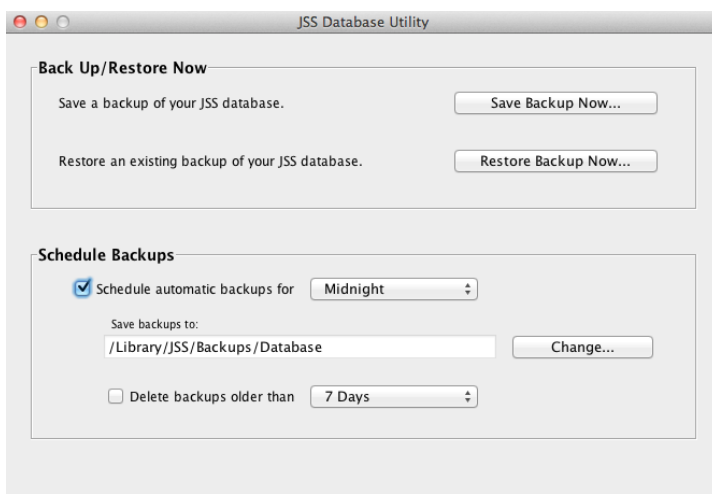 JSS Database Utility
Back Up/Restore Now
Save a backup of your JSS database.
Save Backup Now...
Restore an existing backup of your JSS database.
Restore Backup Now...
Schedule Backups
Schedule automatic backups for Midnight
Save backups to:
/Library/JSS/Backups/Database
Change...
Delete backups older than 7 Days